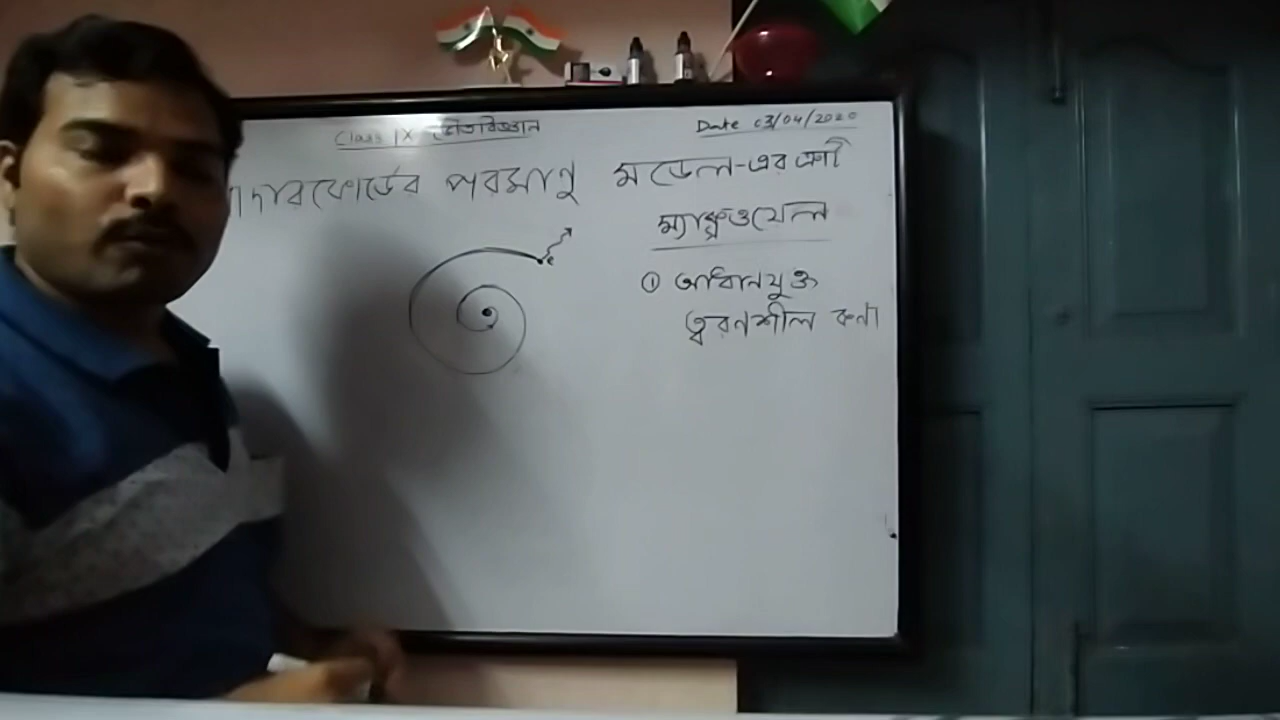 Class IX ভৌতবিজ্ঞান
Date 03/04/2020
দারফোর্ডের পরমাণু মডেল-এর ত্রুটি
ম্যাক্সওয়েল
e
① আধানযুক্ত
ত্বরণশীল কণা